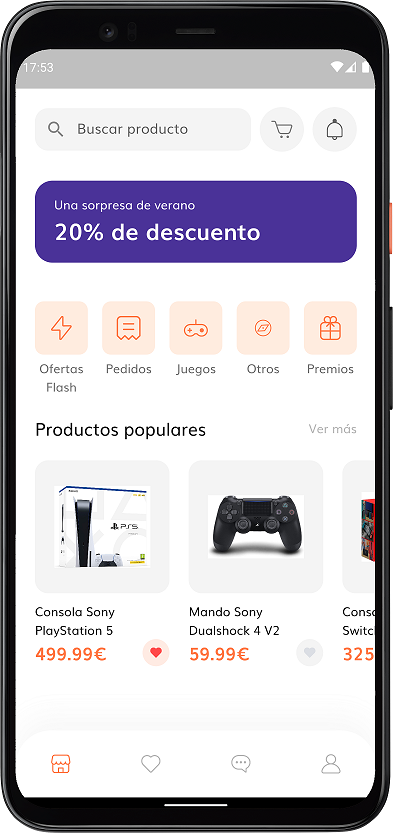 17:53
Buscar producto
Una sorpresa de verano
20% de descuento
Ofertas
Flash
Pedidos
Juegos
Otros
Premios
Productos populares
Ver más
PS5
Consola Sony
PlayStation 5
499.99€
Mando Sony
Dualshock 4 V2
59.99€
Conso
Switch
325